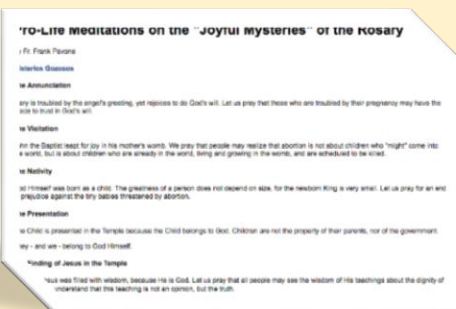 ro-Life Meditations on the "Joyful Mysteries" of the Rosary
Fr. Frank Pavone
isterios Gozosos
e Annunciation
ary is troubled by the angel's greeting, yet rejoices to do God's will. Let us pray that those who are troubled by their pregnancy may have the
ace to trust in God's will.
e Visitation
hn the Baptist leapt for joy in his mother's womb. We pray that people may realize that abortion is not about children who "might" come into
e world, but is about children who are already in the world, living and growing in the womb, and are scheduled to be killed.
e Nativity
od Himself was born as a child. The greatness of a person does not depend on size, for the newborn King is very small. Let us pray for an end
prejudice against the tiny babies threatened by abortion.
e Presentation
e Child is presented in the Temple because the Child belongs to God. Children are not the property of their parents, nor of the government.
ey - and we - belong to God Himself.
Finding of Jesus in the Temple
sus was filled with wisdom, because He is God. Let us pray that all people may see the wisdom of His teachings about the dignity of
understand that this teaching is not an opinion, but the truth.